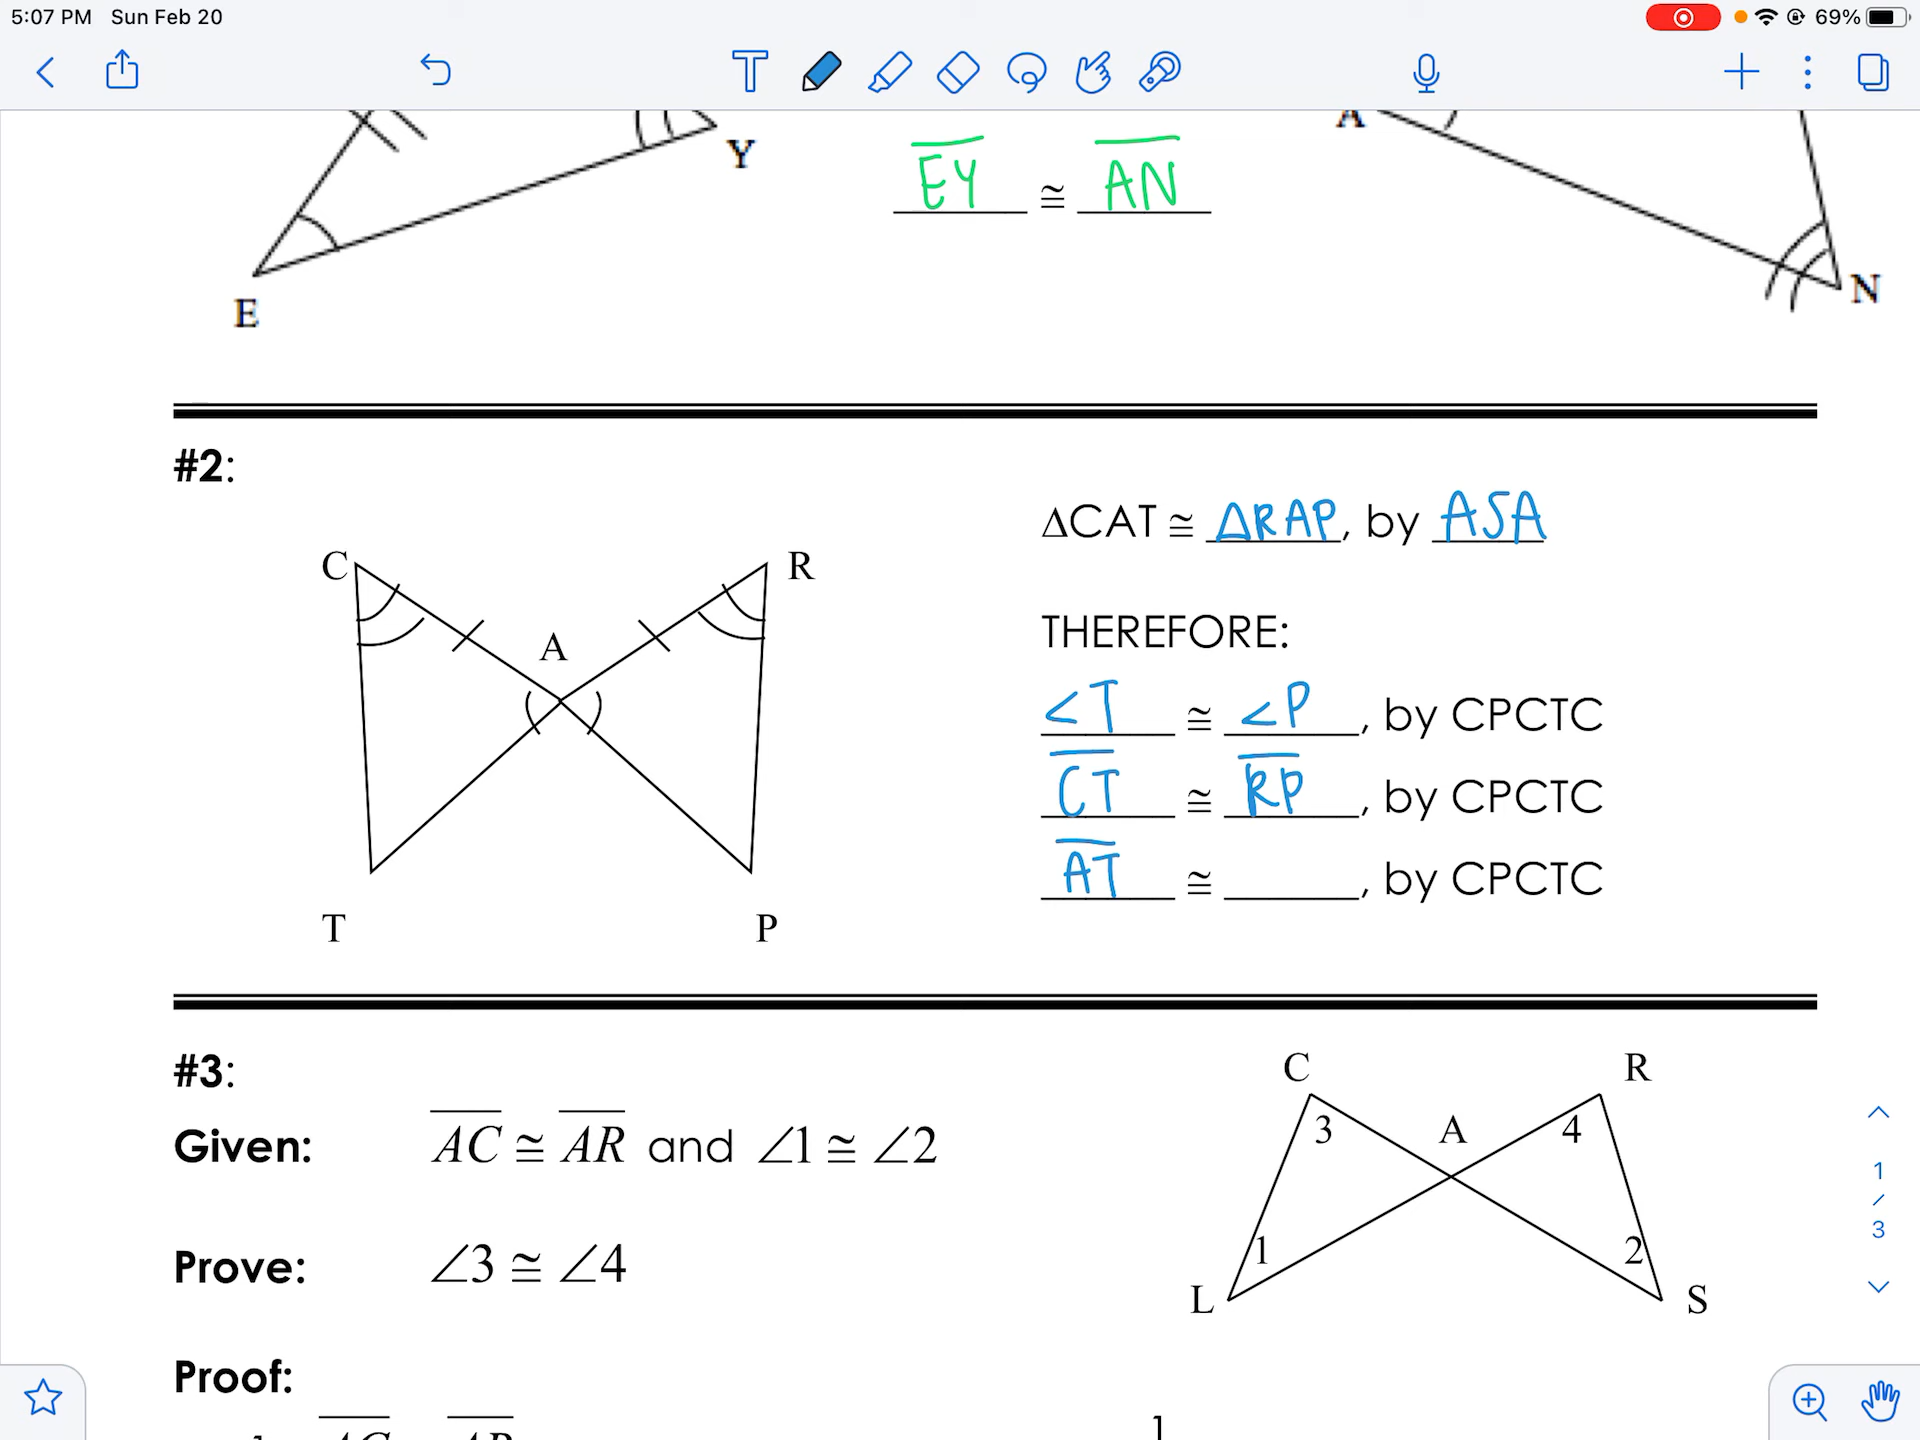 5:07 PM Sun Feb 20
69%
T
A
Y
EY ≅ AN
E
N
#2:
ΔCAT ≅ ΔRAP, by ASA
C
R
A
THEREFORE:
<T ≅ <P, by CPCTC
CT ≅ RP, by CPCTC
AT ≅ ______, by CPCTC
T
P
#3:
C
R
3
A
4
Given: AC ≅ AR and ∠1 ≅ ∠2
1
/
3
Prove: ∠3 ≅ ∠4
1
2
L
S
Proof: